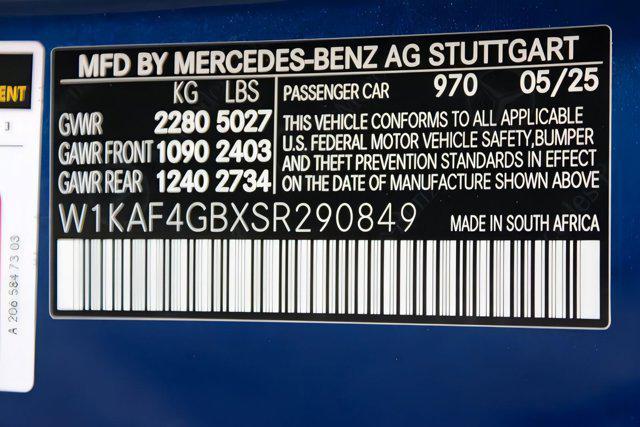 MFD BY MERCEDES-BENZ AG STUTTGART
KG LBS
GVWR 2280 5027
GAWR FRONT 1090 2403
GAWR REAR 1240 2734
PASSENGER CAR 970 05/25
THIS VEHICLE CONFORMS TO ALL APPLICABLE
U.S. FEDERAL MOTOR VEHICLE SAFETY,BUMPER
AND THEFT PREVENTION STANDARDS IN EFFECT
ON THE DATE OF MANUFACTURE SHOWN ABOVE
W1KAF4GBXSR290849
MADE IN SOUTH AFRICA
ENT
A 206 584 73 03